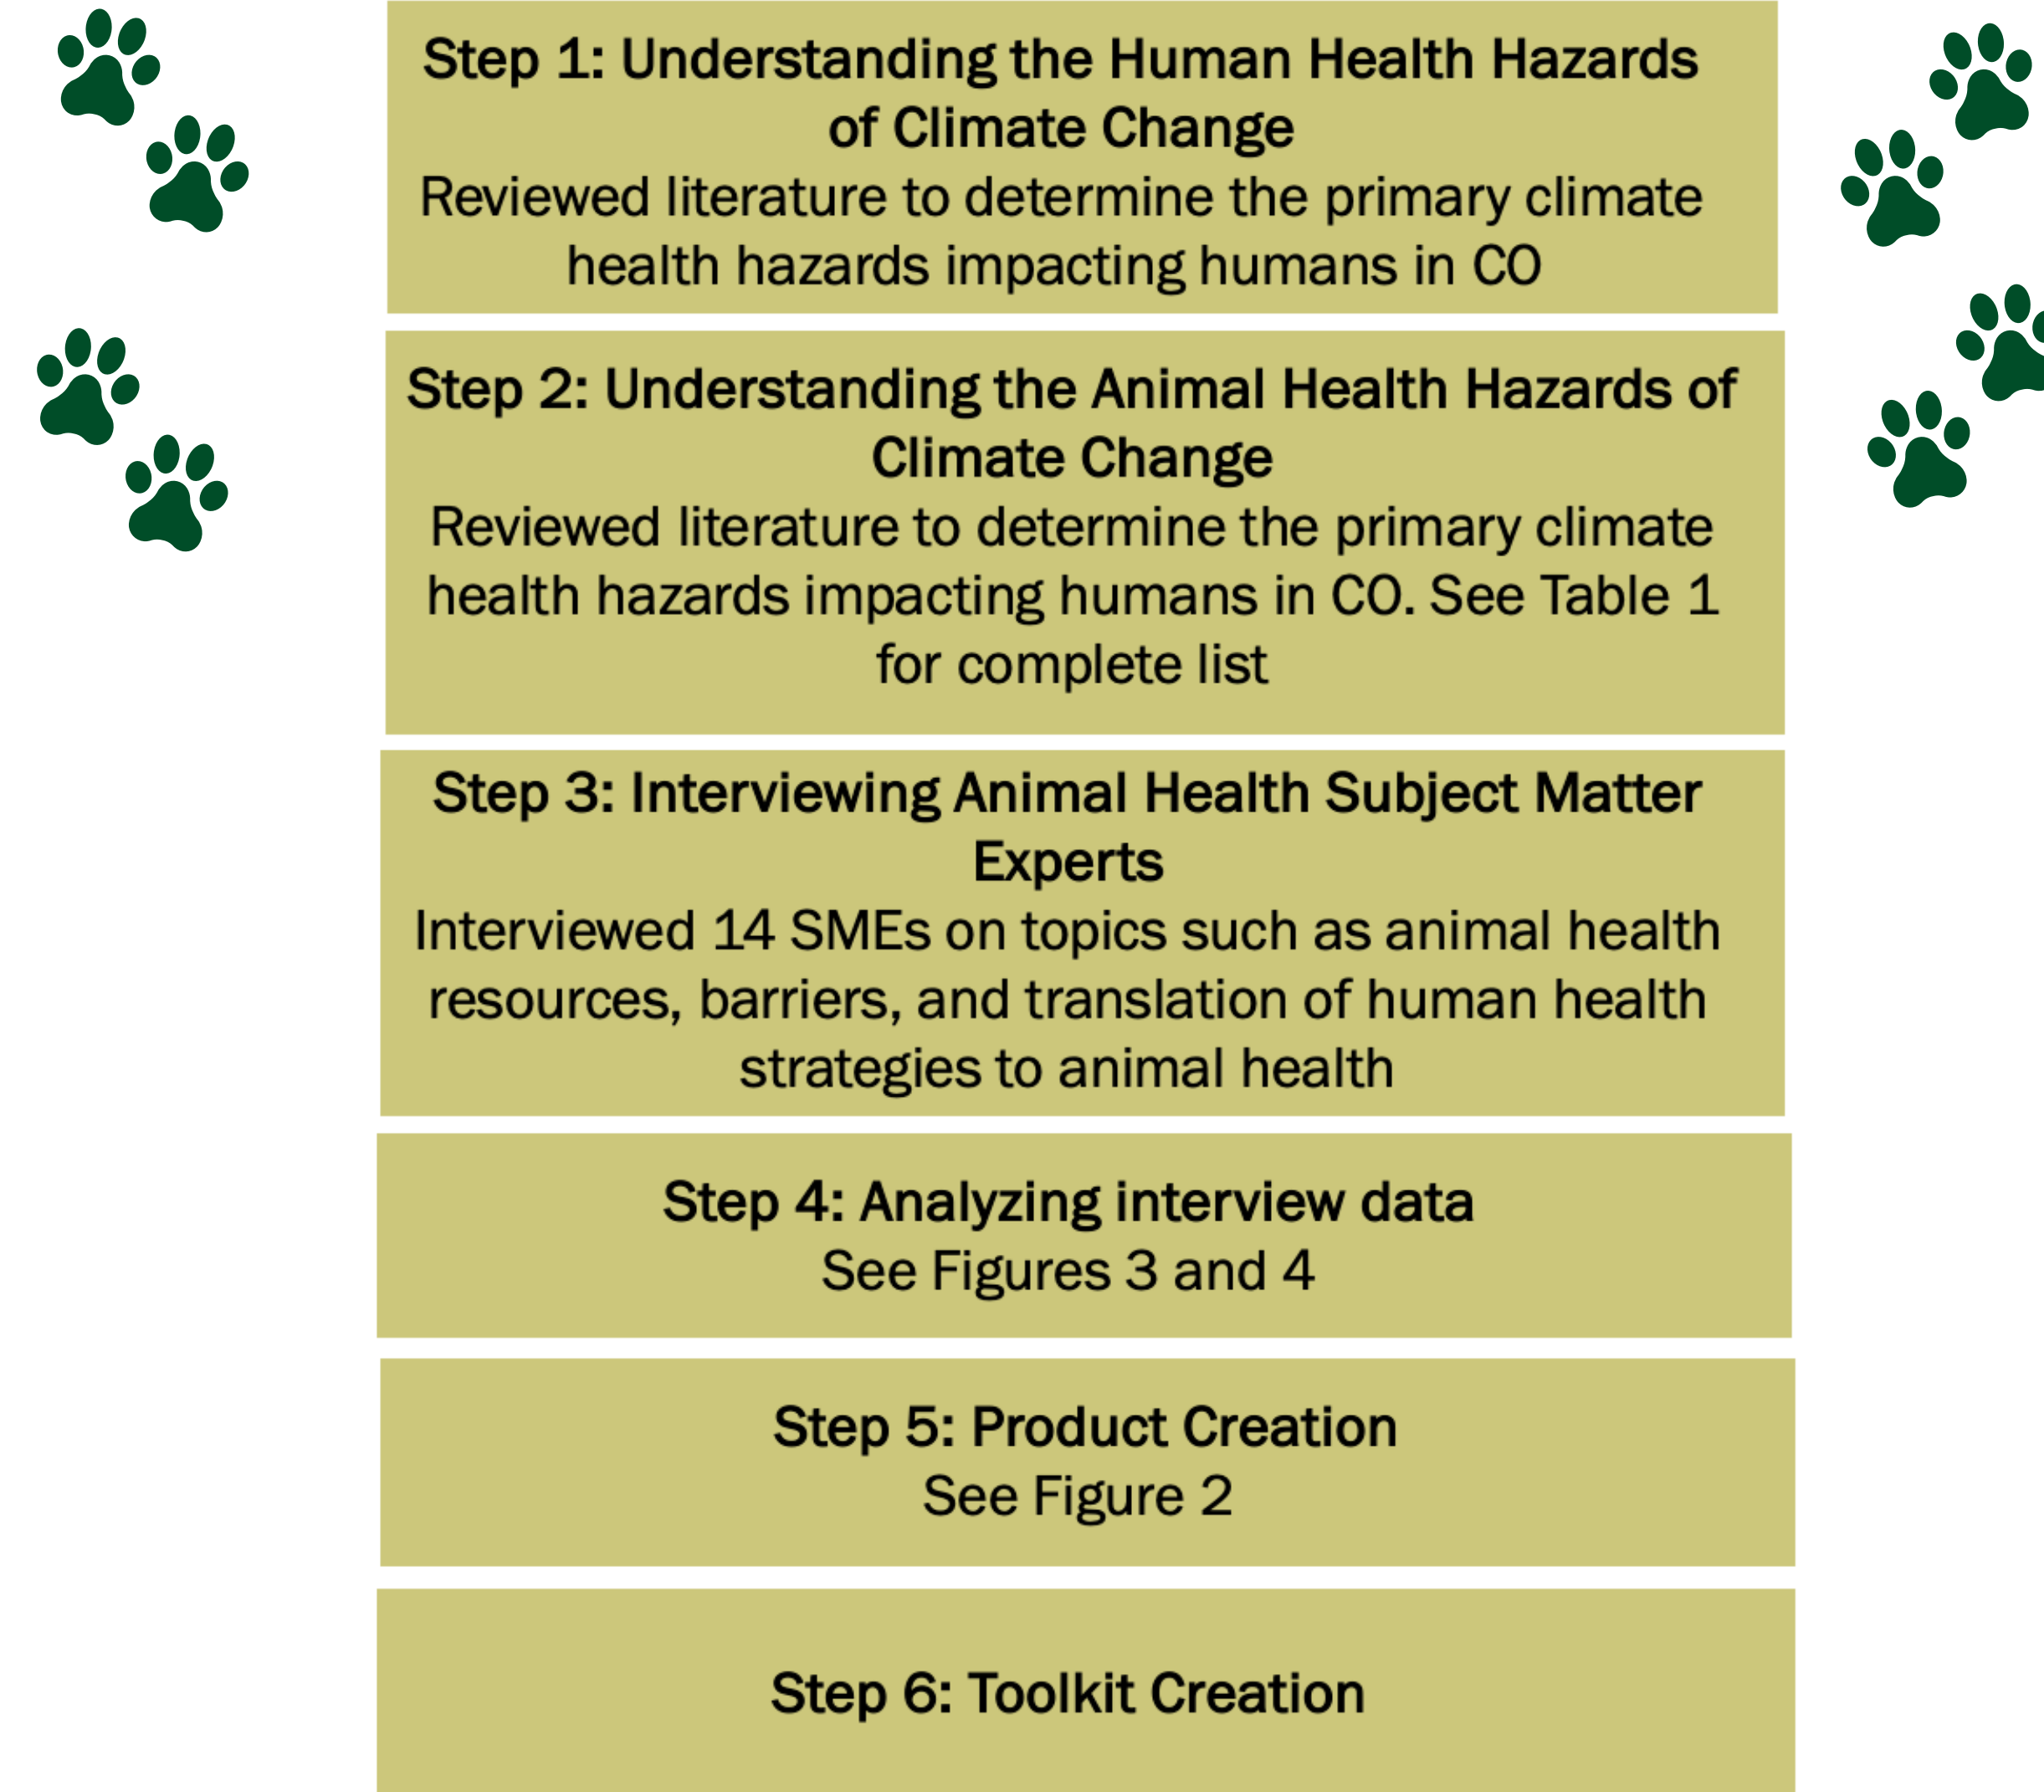 Step 1: Understanding the Human Health Hazards
of Climate Change
Reviewed literature to determine the primary climate
health hazards impacting humans in CO
Step 2: Understanding the Animal Health Hazards of
Climate Change
Reviewed literature to determine the primary climate
health hazards impacting humans in CO. See Table 1
for complete list
Step 3: Interviewing Animal Health Subject Matter
Experts
Interviewed 14 SMEs on topics such as animal health
resources, barriers, and translation of human health
strategies to animal health
Step 4: Analyzing interview data
See Figures 3 and 4
Step 5: Product Creation
See Figure 2
Step 6: Toolkit Creation